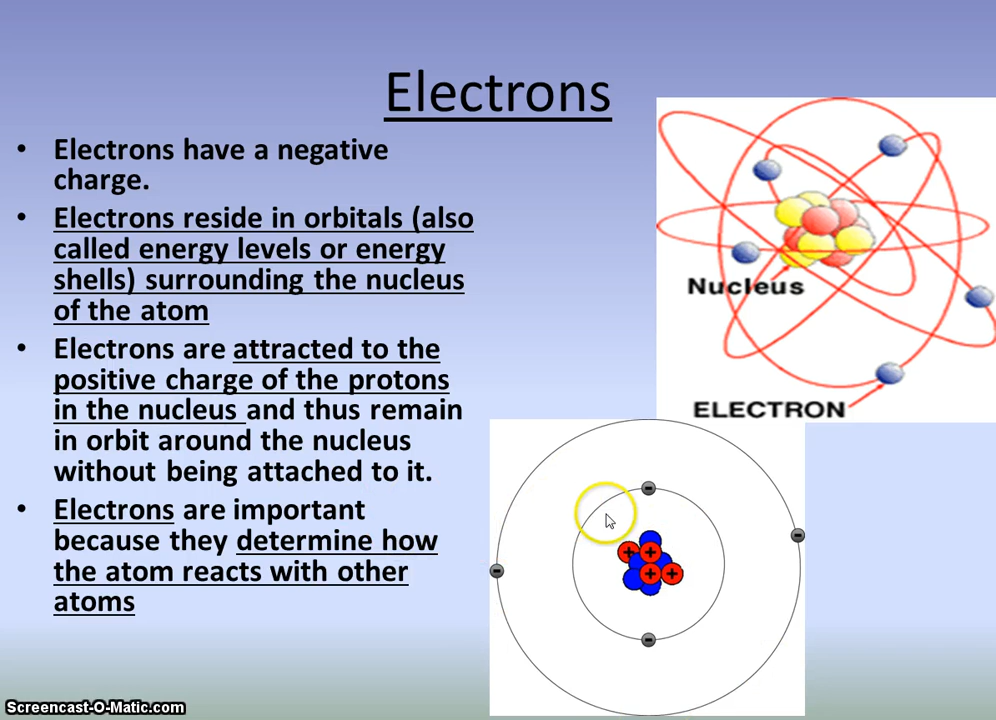 Electrons
• Electrons have a negative
charge.
• Electrons reside in orbitals (also
called energy levels or energy
shells) surrounding the nucleus
of the atom
• Electrons are attracted to the
positive charge of the protons
in the nucleus and thus remain
in orbit around the nucleus
without being attached to it.
• Electrons are important
because they determine how
the atom reacts with other
atoms
Nucleus
ELECTRON
-
-
-
+ +
+ +
-
Screencast-O-Matic.com